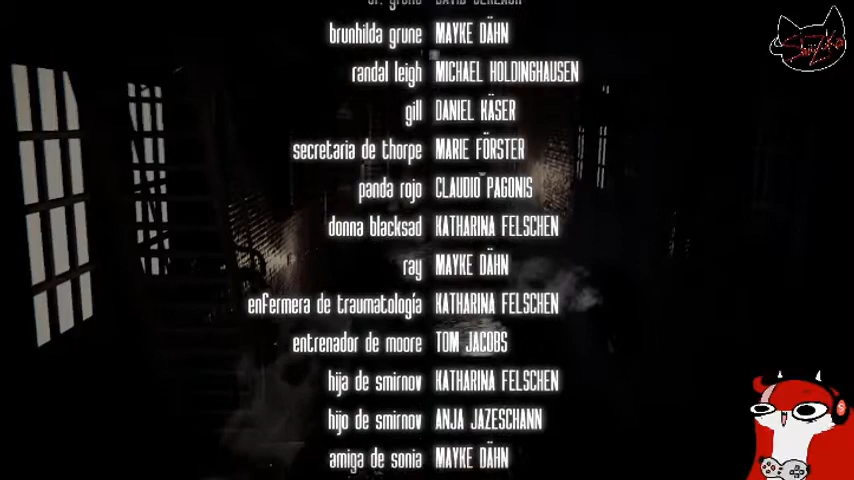 brunhilda grune MAYKE DÄHN
randal leigh MICHAEL HOLDINGHAUSEN
gill DANIEL KÄSER
secretaria de thorpe MARIE FÖRSTER
panda rojo CLAUDIO PAGONIS
donna blacksad KATHARINA FELSCHEN
ray MAYKE DÄHN
enfermera de traumatología KATHARINA FELSCHEN
entrenador de moore TOM JACOBS
hija de smirnov KATHARINA FELSCHEN
hijo de smirnov ANJA JAZESCHANN
amiga de sonia MAYKE DÄHN